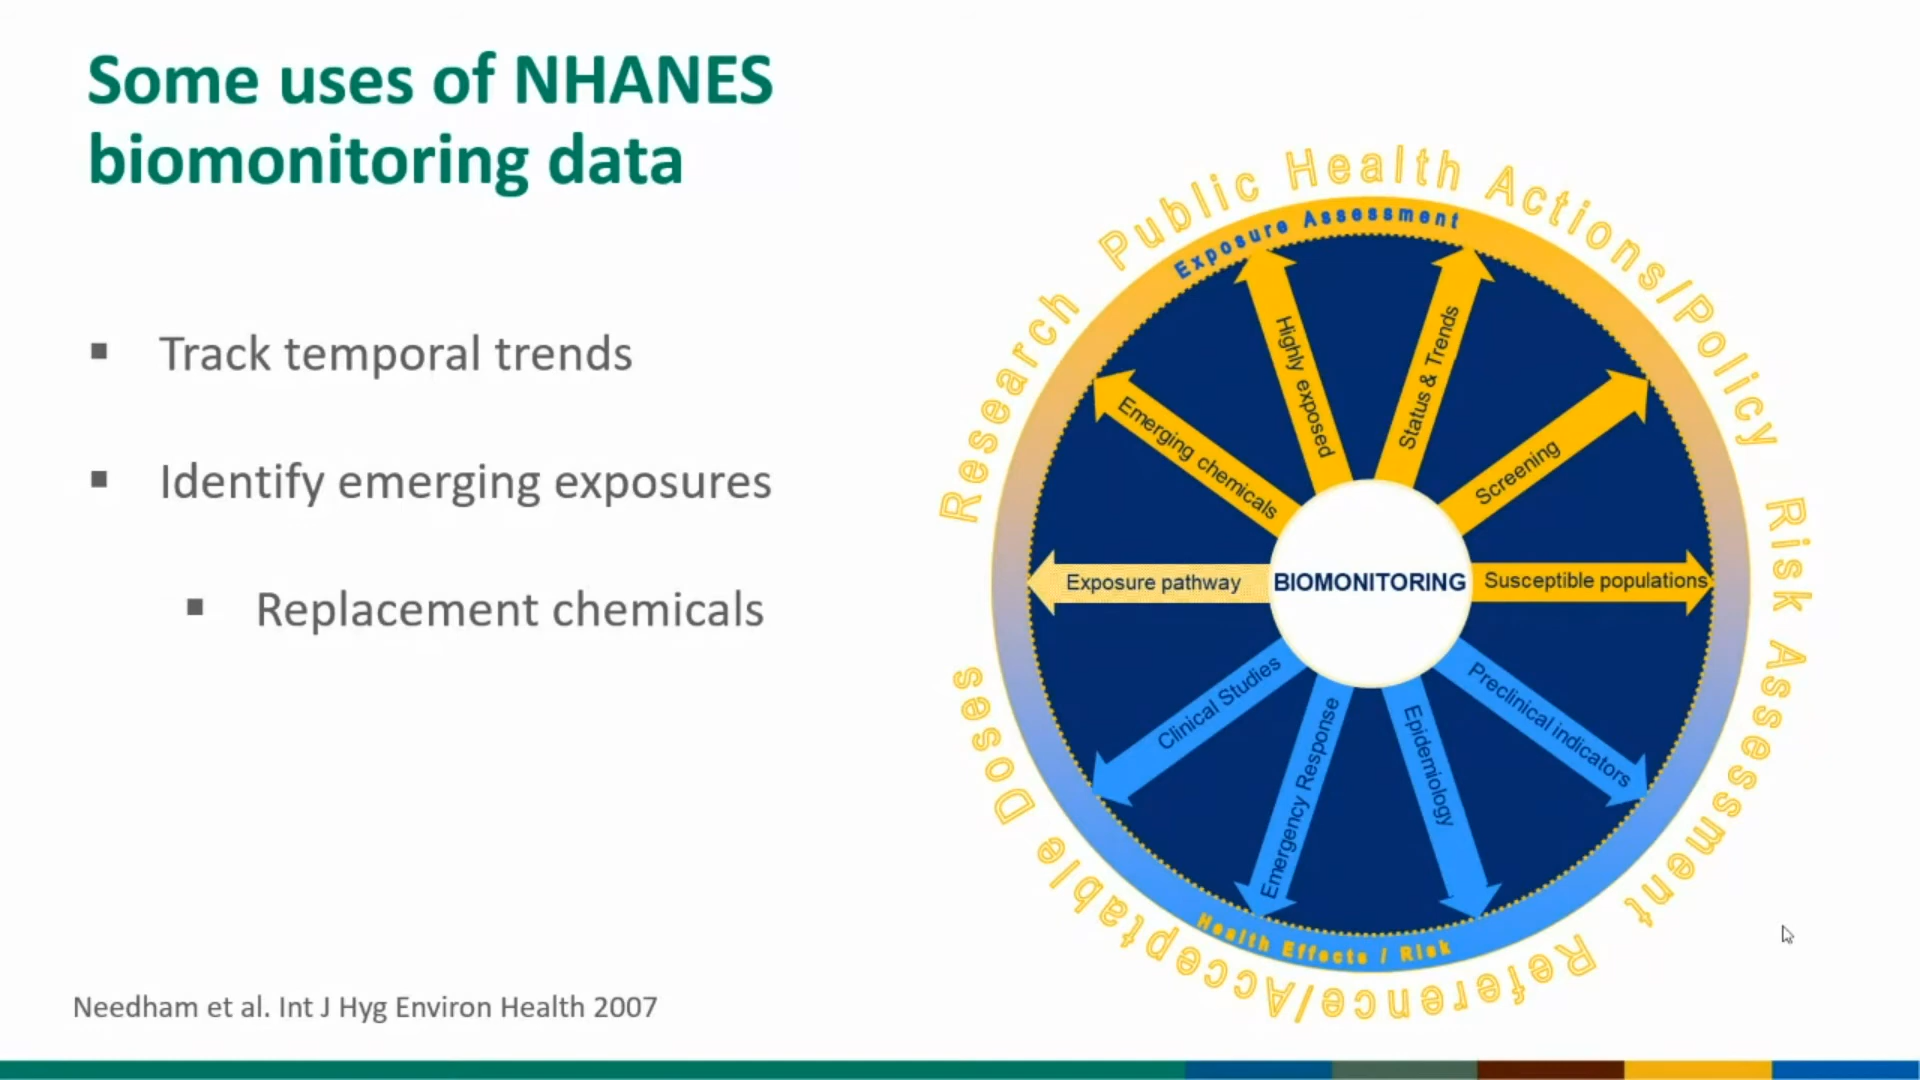 Some uses of NHANES
biomonitoring data
▪ Track temporal trends
▪ Identify emerging exposures
▪ Replacement chemicals
Needham et al. Int J Hyg Environ Health 2007
Research
Public Health Actions/Policy
Risk Assessment
Reference/Acceptable Doses
Exposure Assessment
Highly exposed
Status & Trends
Emerging chemicals
Screening
Exposure pathway
BIOMONITORING
Susceptible populations
Clinical Studies
Emergency Response
Epidemiology
Preclinical indicators
Health Effects / Risk